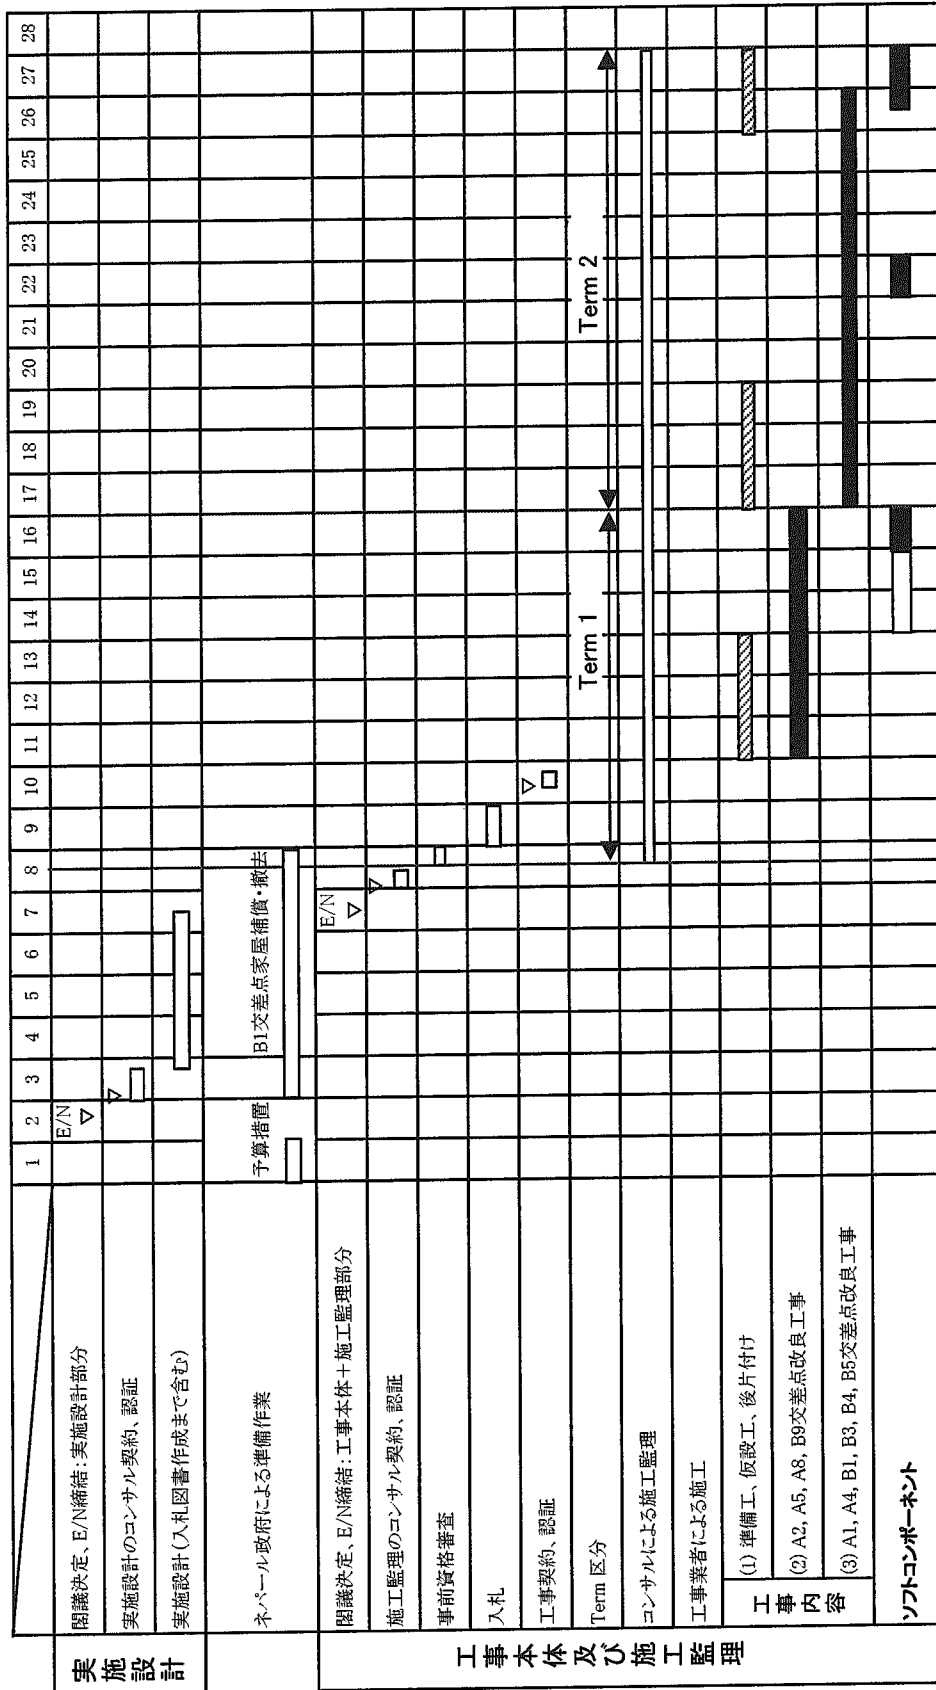 1 2 3 4 5 6 7 8 9 10 11 12 13 14 15 16 17 18 19 20 21 22 23 24 25 26 27 28
実施設計
閣議決定、E/N締結:実施設計部分
E/N
実施設計のコンサル契約、認証
実施設計(入札図書作成まで含む)
ネパール政府による準備作業
予算措置
B1交差点家屋補償・撤去
工事本体及び施工監理
閣議決定、E/N締結:工事本体+施工監理部分
E/N
施工監理のコンサル契約、認証
事前資格審査
入札
工事契約、認証
Term 区分
Term 1
Term 2
コンサルによる施工監理
工事業者による施工
工事内容
(1) 準備工、仮設工、後片付け
(2) A2, A5, A8, B9交差点改良工事
(3) A1, A4, B1, B3, B4, B5交差点改良工事
ソフトコンポーネント